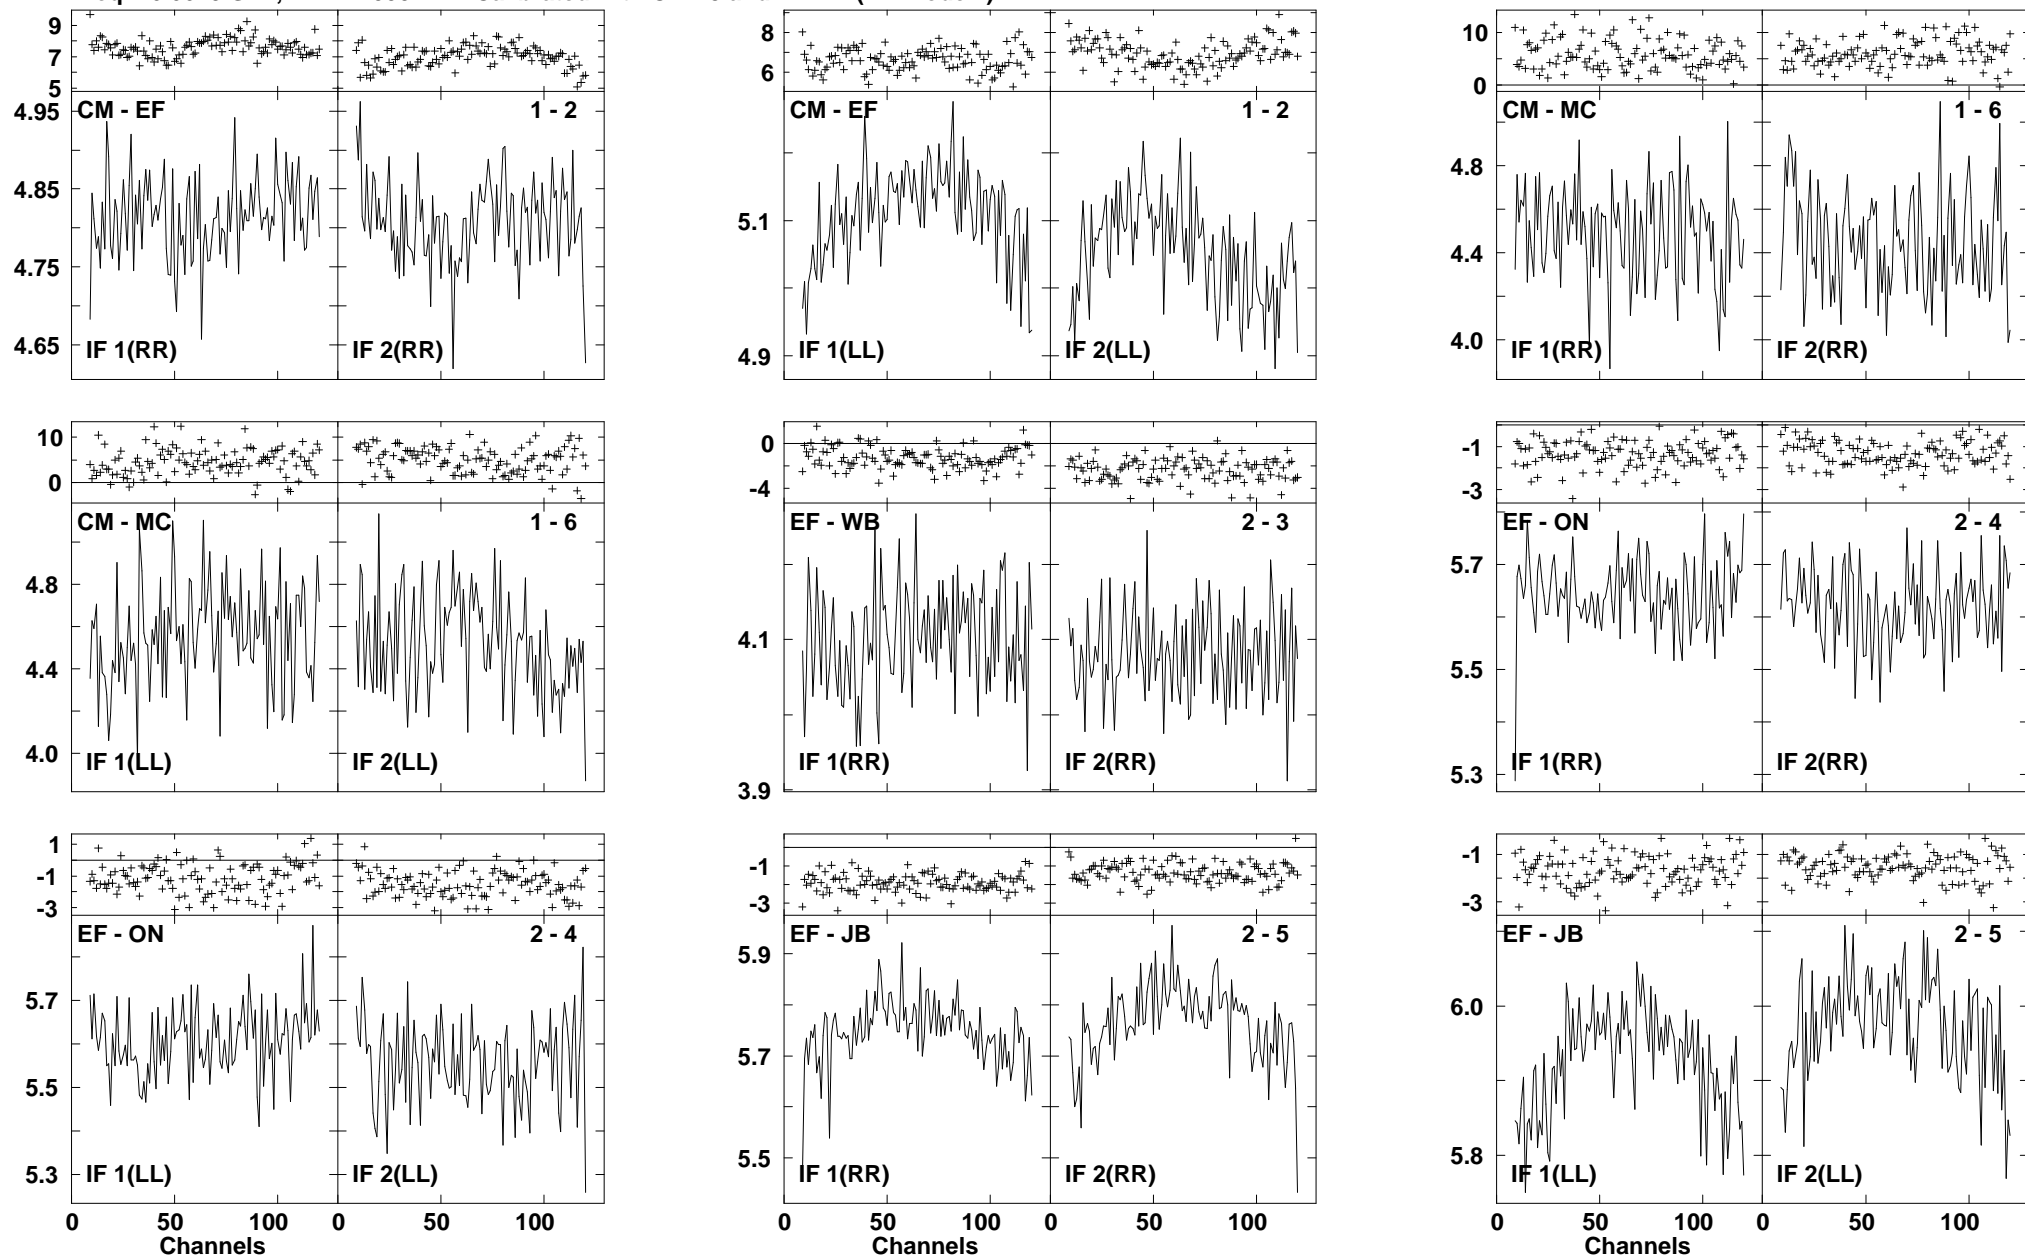 9
7
5
8
6
10
0
4.95
4.85
4.75
4.65
CM - EF
1 - 2
IF 1(RR)
IF 2(RR)
5.1
4.9
CM - EF
1 - 2
IF 1(LL)
IF 2(LL)
4.8
4.4
4.0
CM - MC
1 - 6
IF 1(RR)
IF 2(RR)
10
0
0
-4
-1
-3
4.8
4.4
4.0
CM - MC
1 - 6
IF 1(LL)
IF 2(LL)
4.1
3.9
EF - WB
2 - 3
IF 1(RR)
IF 2(RR)
5.7
5.5
5.3
EF - ON
2 - 4
IF 1(RR)
IF 2(RR)
1
-1
-3
-1
-3
-1
-3
5.7
5.5
5.3
EF - ON
2 - 4
IF 1(LL)
IF 2(LL)
5.9
5.7
5.5
EF - JB
2 - 5
IF 1(RR)
IF 2(RR)
6.0
5.8
EF - JB
2 - 5
IF 1(LL)
IF 2(LL)
0 50 100 0 50 100
Channels
0 50 100 0 50 100
Channels
0 50 100 0 50 100
Channels